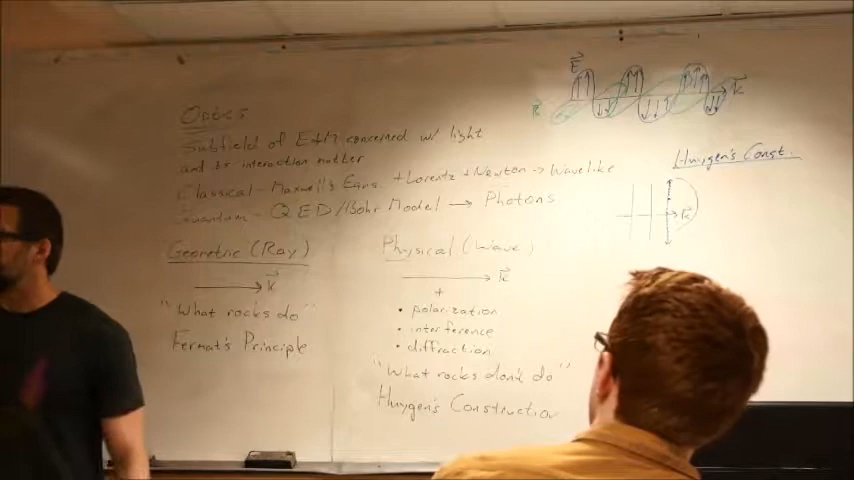 Optics
Subfield of E+M concerned w/ light
and its interaction matter
Classical - Maxwell's Eqns. + Lorentz + Newton -> Wavelike
Quantum - QED/Bohr Model -> Photons
Geometric (Ray)
k
"What rocks do"
Fermat's Principle
Physical (Wave)
k
+
• polarization
• interference
• diffraction
"What rocks don't do"
Huygen's Construction
E
B
k
Huygen's Const.
k